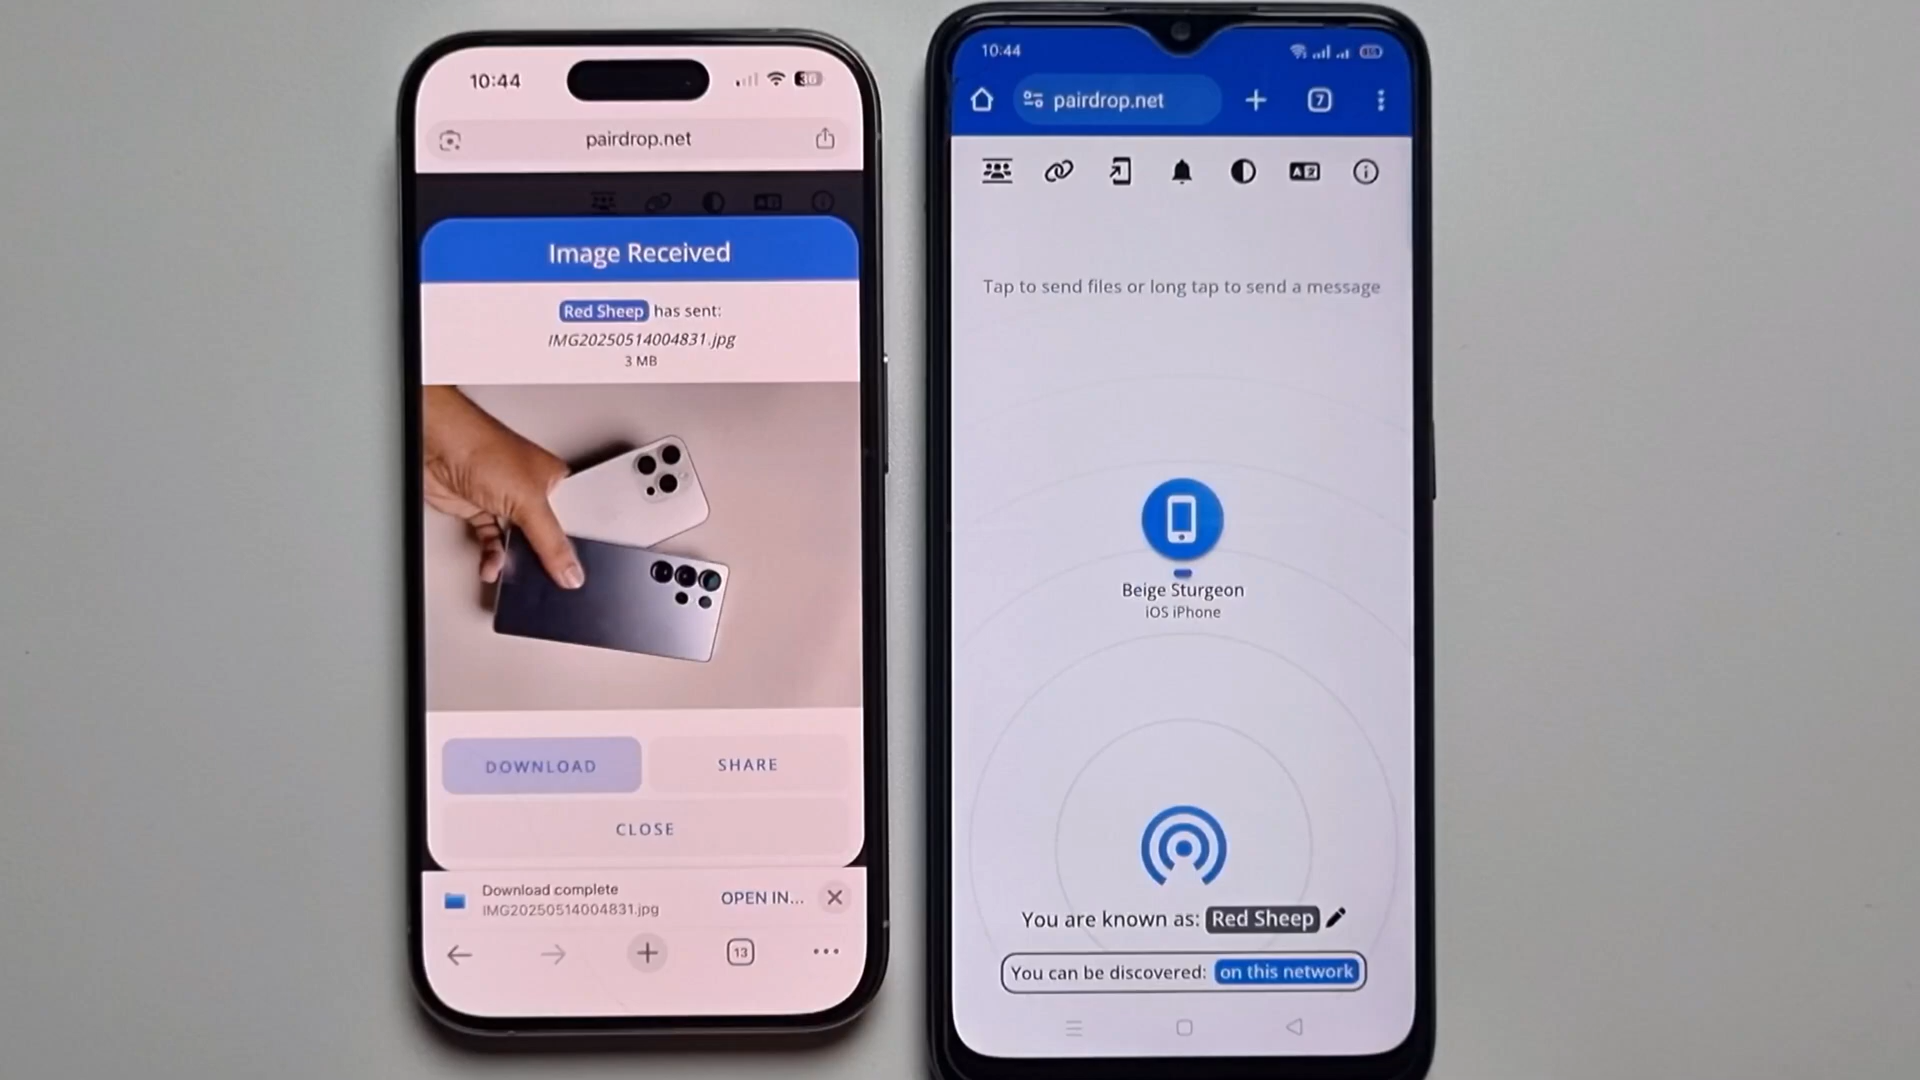 10:44
36
pairdrop.net
Image Received
Red Sheep has sent:
IMG20250514004831.jpg
3 MB
DOWNLOAD
SHARE
CLOSE
Download complete
IMG20250514004831.jpg
OPEN IN...
13
10:44
pairdrop.net
7
Tap to send files or long tap to send a message
Beige Sturgeon
iOS iPhone
You are known as: Red Sheep
You can be discovered: on this network